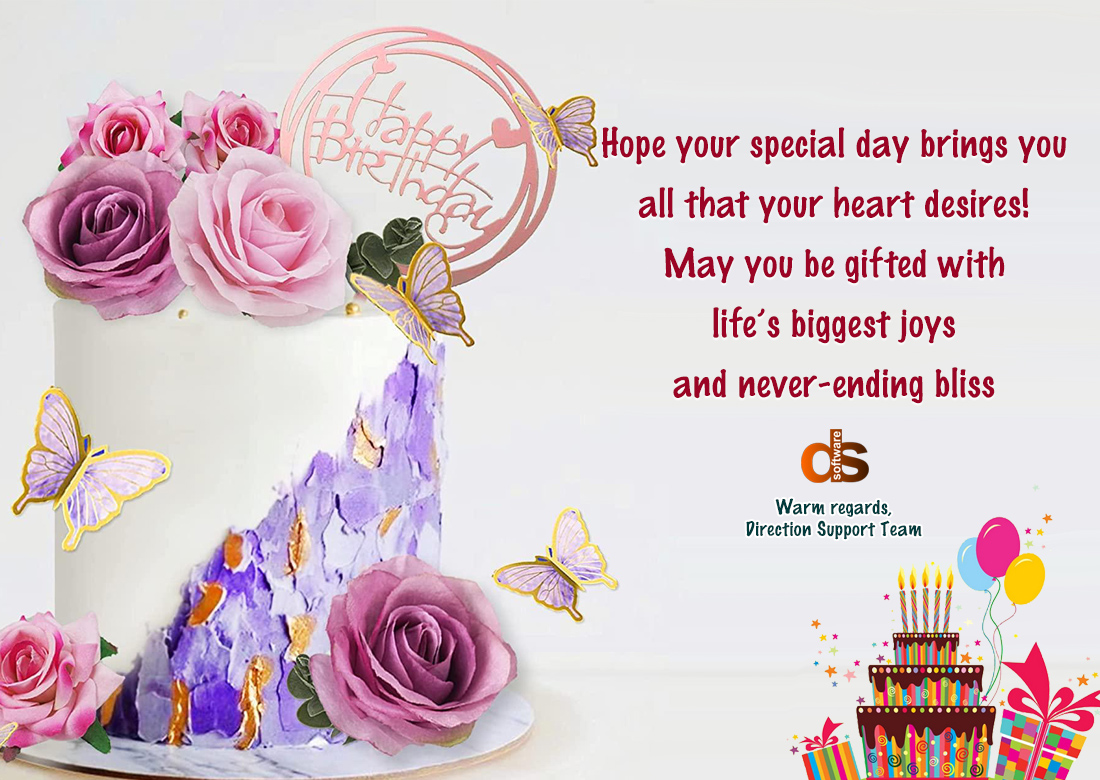 Happy
Birthday
Hope your special day brings you
all that your heart desires!
May you be gifted with
life's biggest joys
and never-ending bliss
ds
software
Warm regards,
Direction Support Team